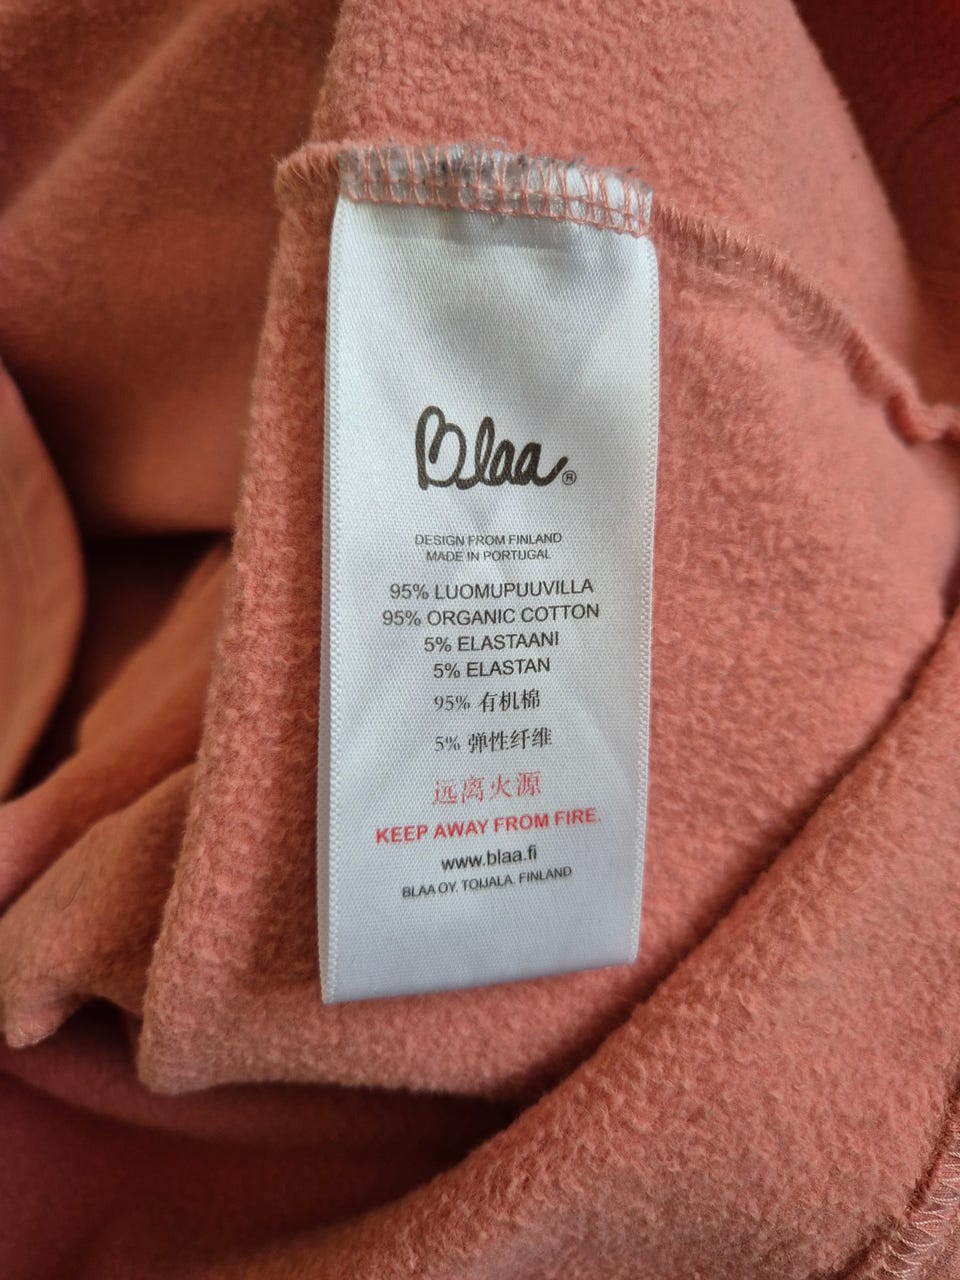 Blaa®
DESIGN FROM FINLAND
MADE IN PORTUGAL
95% LUOMUPUUVILLA
95% ORGANIC COTTON
5% ELASTAANI
5% ELASTAN
95% 有机棉
5% 弹性纤维
远离火源
KEEP AWAY FROM FIRE.
www.blaa.fi
BLAA OY. TOIJALA. FINLAND